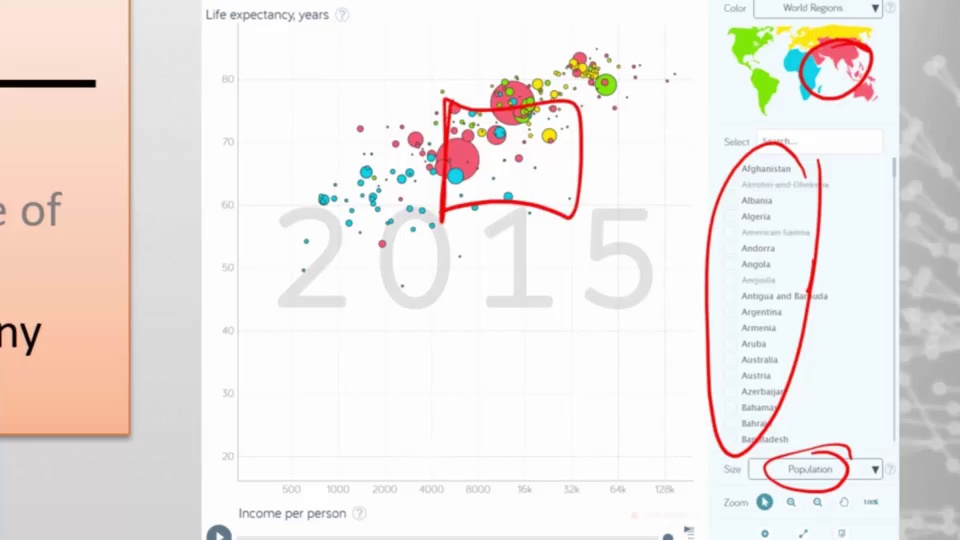 e of
ny
Life expectancy, years ?
80
70
60
50
40
30
20
2015
500 1000 2000 4000 8000 16k 32k 64k 128k
Income per person ?
Color World Regions ▼ ?
Select Search...
Afghanistan
Akrotiri and Dhekelia
Albania
Algeria
American Samoa
Andorra
Angola
Anguilla
Antigua and Barbuda
Argentina
Armenia
Aruba
Australia
Austria
Azerbaijan
Bahamas
Bahrain
Bangladesh
Size Population ▼ ?
Zoom 100%